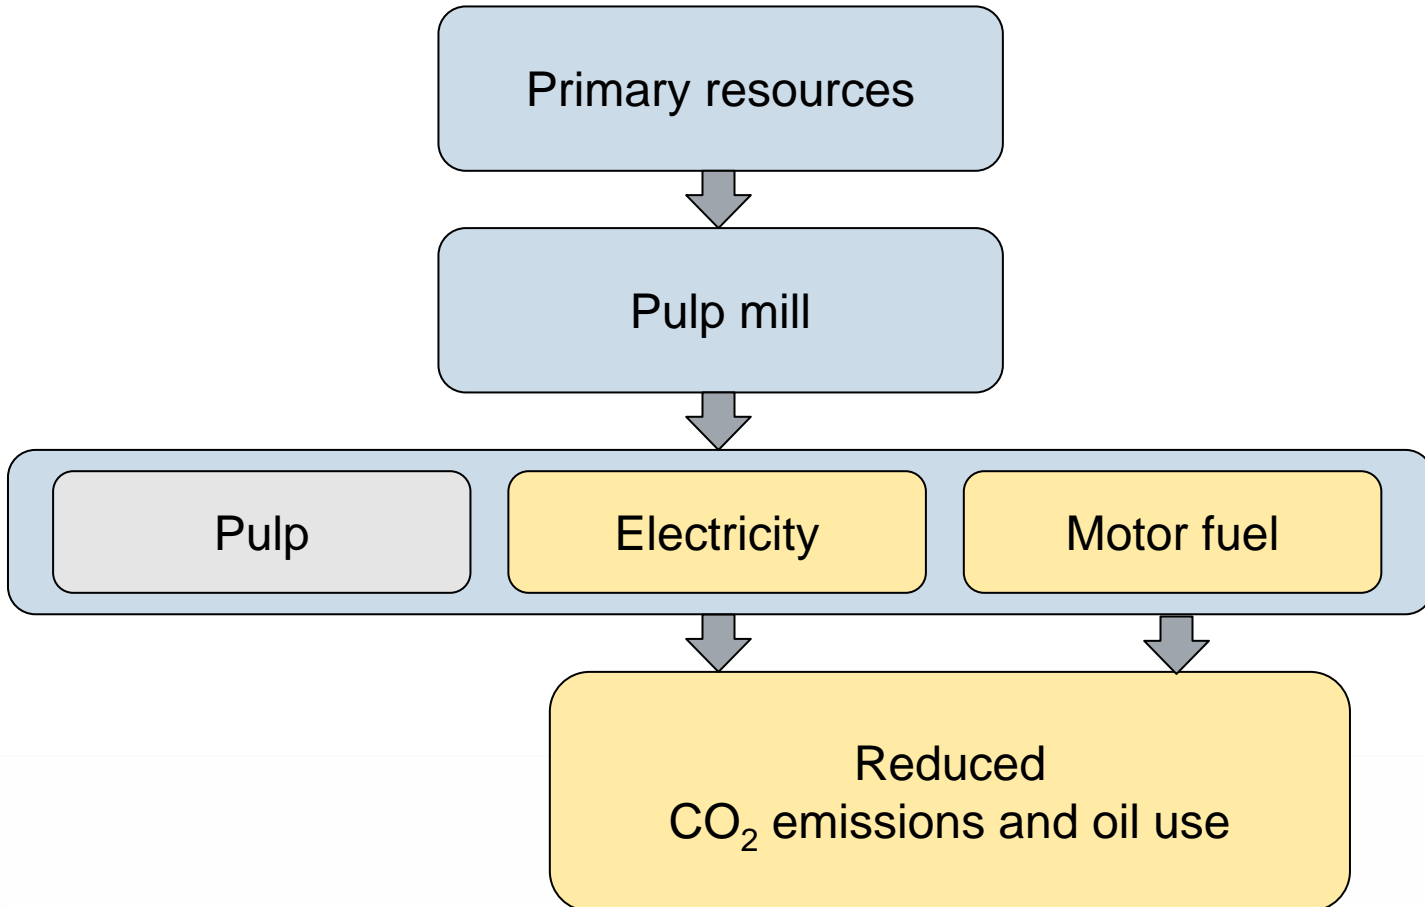 Primary resources
Pulp mill
Pulp
Electricity
Motor fuel
Reduced
CO₂ emissions and oil use